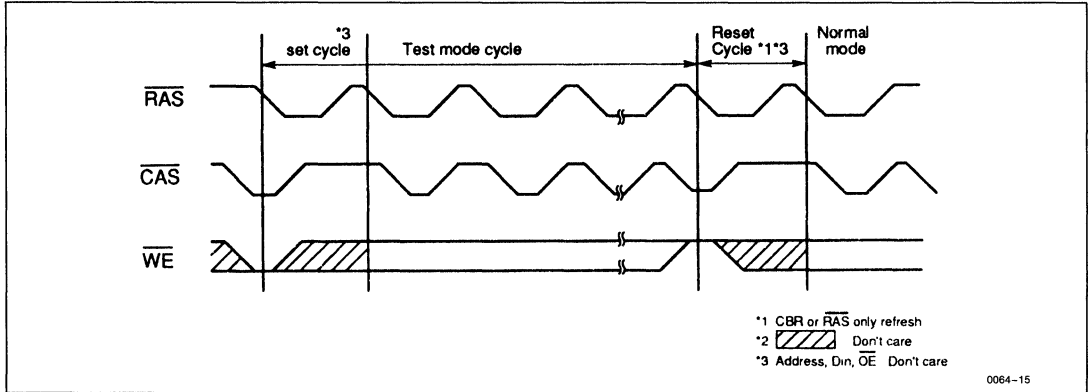 *3
set cycle
Test mode cycle
Reset
Cycle *1*3
Normal
mode
RAS
CAS
WE
*1 CBR or RAS only refresh
*2 Don't care
*3 Address, Din, OE Don't care
0064-15